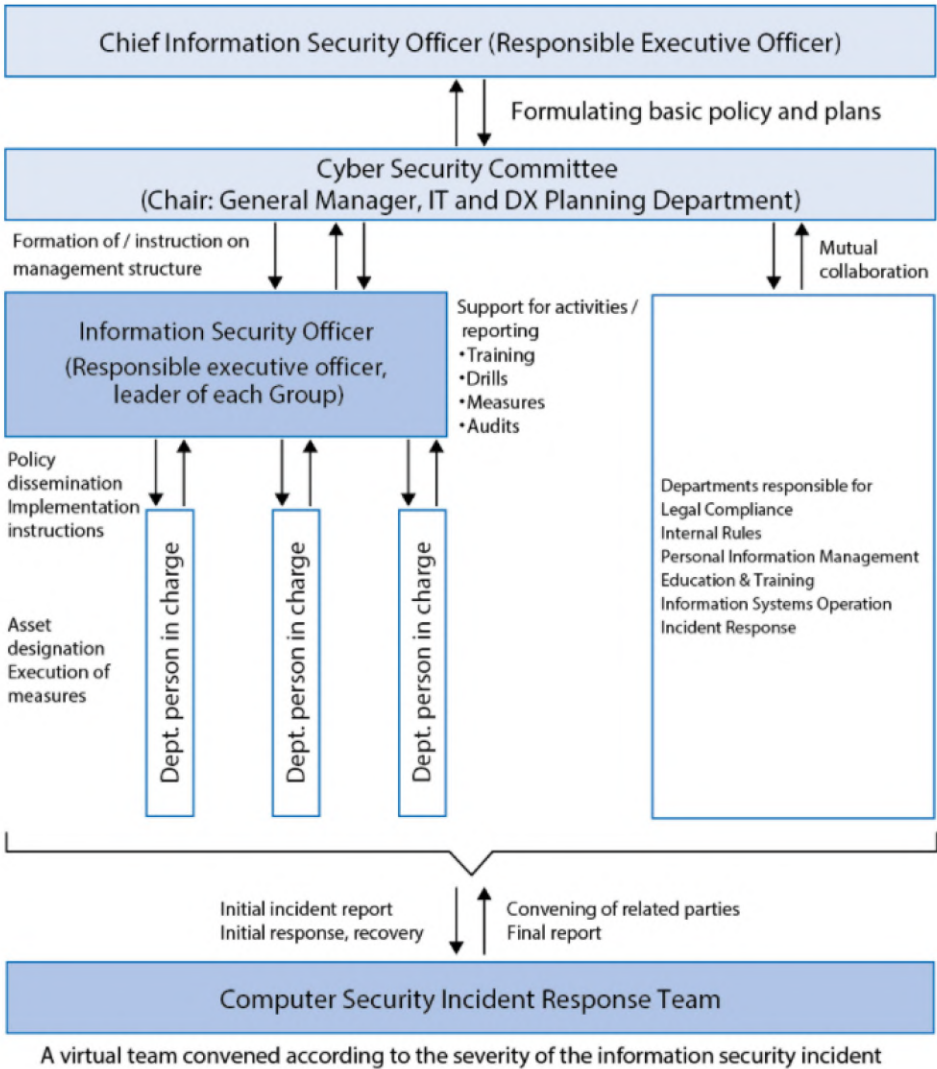 Chief Information Security Officer (Responsible Executive Officer)
Formulating basic policy and plans
Cyber Security Committee
(Chair: General Manager, IT and DX Planning Department)
Formation of / instruction on
management structure
Mutual
collaboration
Information Security Officer
(Responsible executive officer,
leader of each Group)
Support for activities /
reporting
•Training
•Drills
•Measures
•Audits
Policy
dissemination
Implementation
instructions
Asset
designation
Execution of
measures
Dept. person in charge
Dept. person in charge
Dept. person in charge
Departments responsible for
Legal Compliance
Internal Rules
Personal Information Management
Education & Training
Information Systems Operation
Incident Response
Initial incident report
Initial response, recovery
Convening of related parties
Final report
Computer Security Incident Response Team
A virtual team convened according to the severity of the information security incident